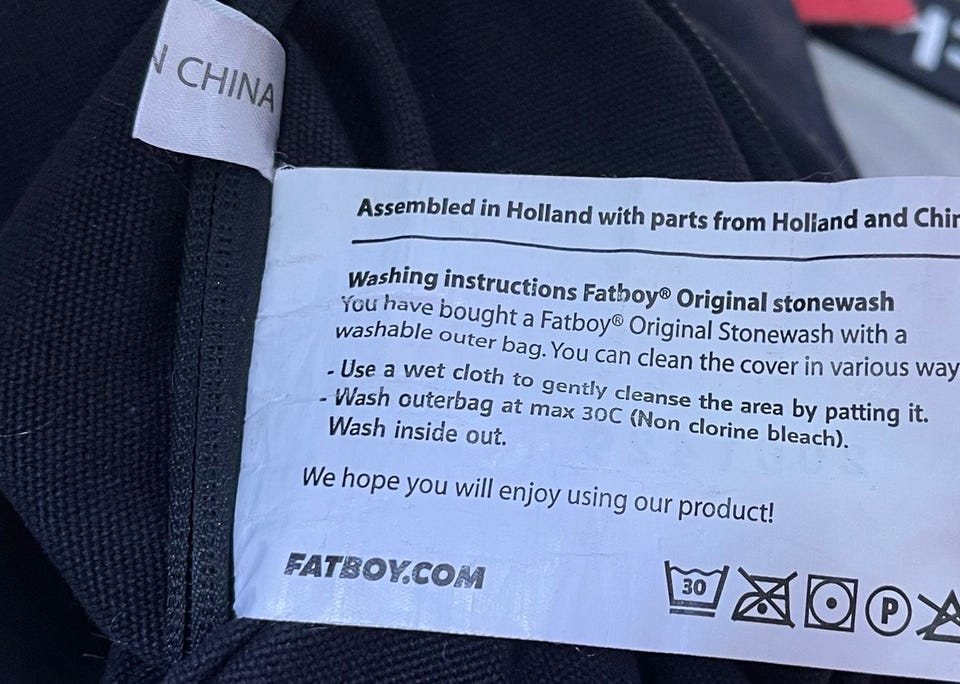 N CHINA
Assembled in Holland with parts from Holland and Chin
Washing instructions Fatboy® Original stonewash
You have bought a Fatboy® Original Stonewash with a
washable outer bag. You can clean the cover in various way
- Use a wet cloth to gently cleanse the area by patting it.
- Wash outerbag at max 30C (Non clorine bleach).
Wash inside out.
We hope you will enjoy using our product!
FATBOY.COM
30
P